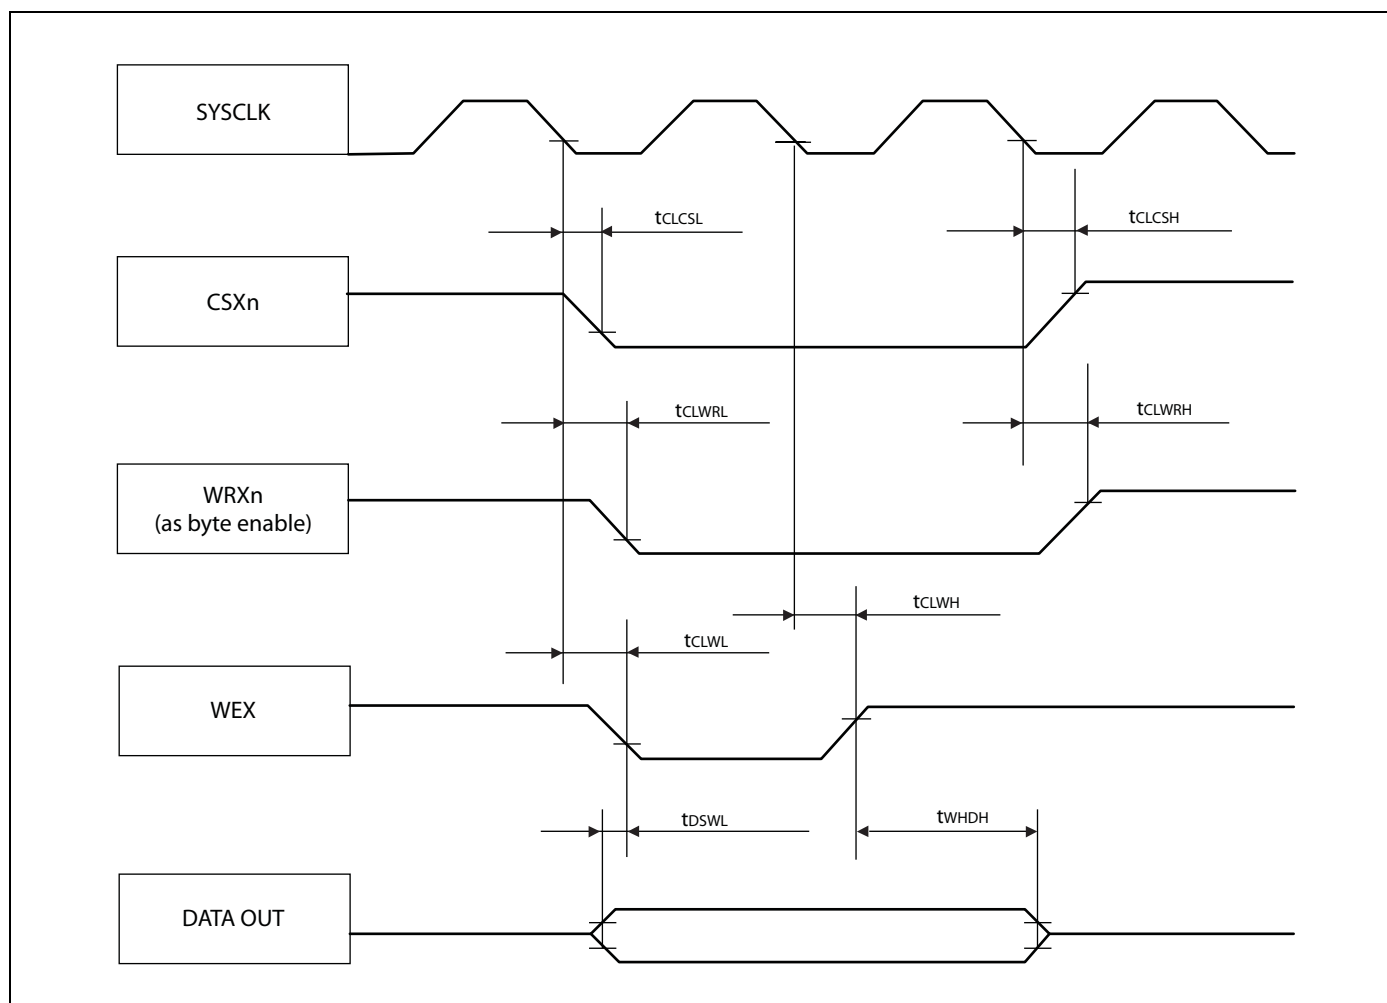 SYSCLK
tCLCSL
tCLCSH
CSXn
tCLWRL
tCLWRH
WRXn
(as byte enable)
tCLWH
tCLWL
WEX
tDSWL
tWHDH
DATA OUT